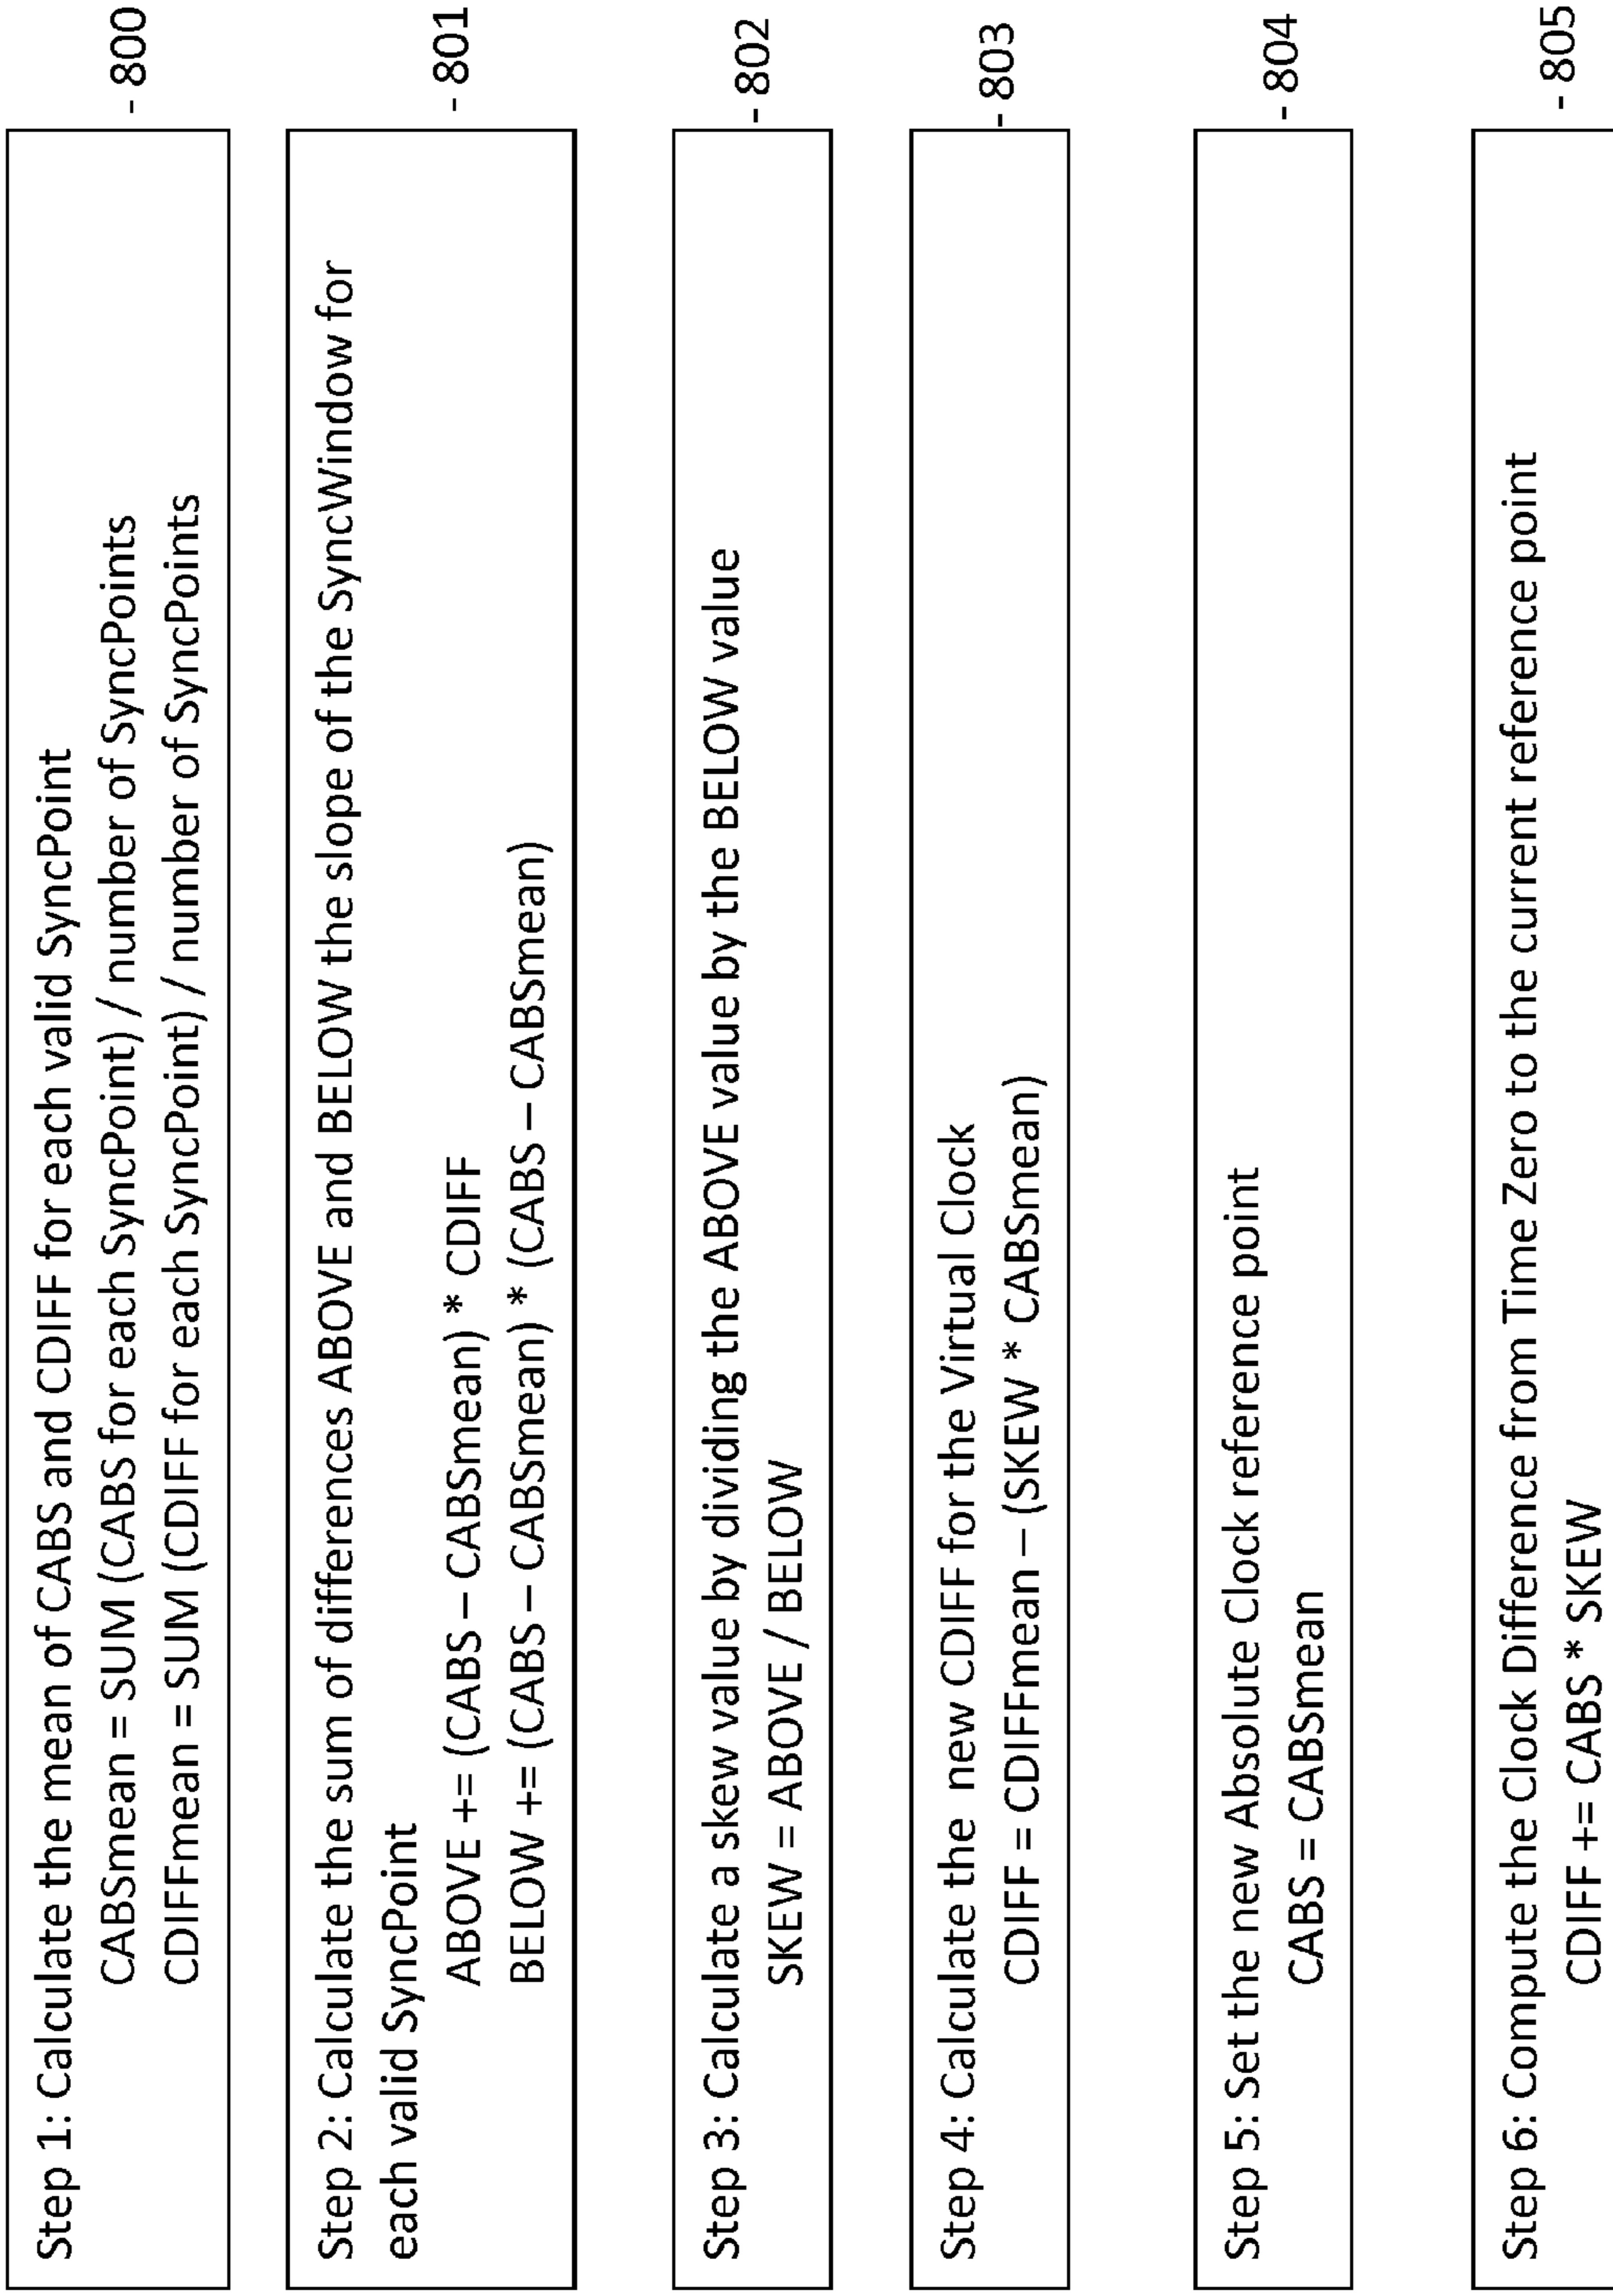 Step 1: Calculate the mean of CABS and CDIFF for each valid SyncPoint
CABSmean = SUM (CABS for each SyncPoint) / number of SyncPoints
CDIFFmean = SUM (CDIFF for each SyncPoint) / number of SyncPoints
- 800
Step 2: Calculate the sum of differences ABOVE and BELOW the slope of the SyncWindow for
each valid SyncPoint
ABOVE += (CABS – CABSmean) * CDIFF
BELOW += (CABS – CABSmean) * (CABS – CABSmean)
- 801
Step 3: Calculate a skew value by dividing the ABOVE value by the BELOW value
SKEW = ABOVE / BELOW
- 802
Step 4: Calculate the new CDIFF for the Virtual Clock
CDIFF = CDIFFmean – (SKEW * CABSmean)
- 803
Step 5: Set the new Absolute Clock reference point
CABS = CABSmean
- 804
Step 6: Compute the Clock Difference from Time Zero to the current reference point
CDIFF += CABS * SKEW
- 805